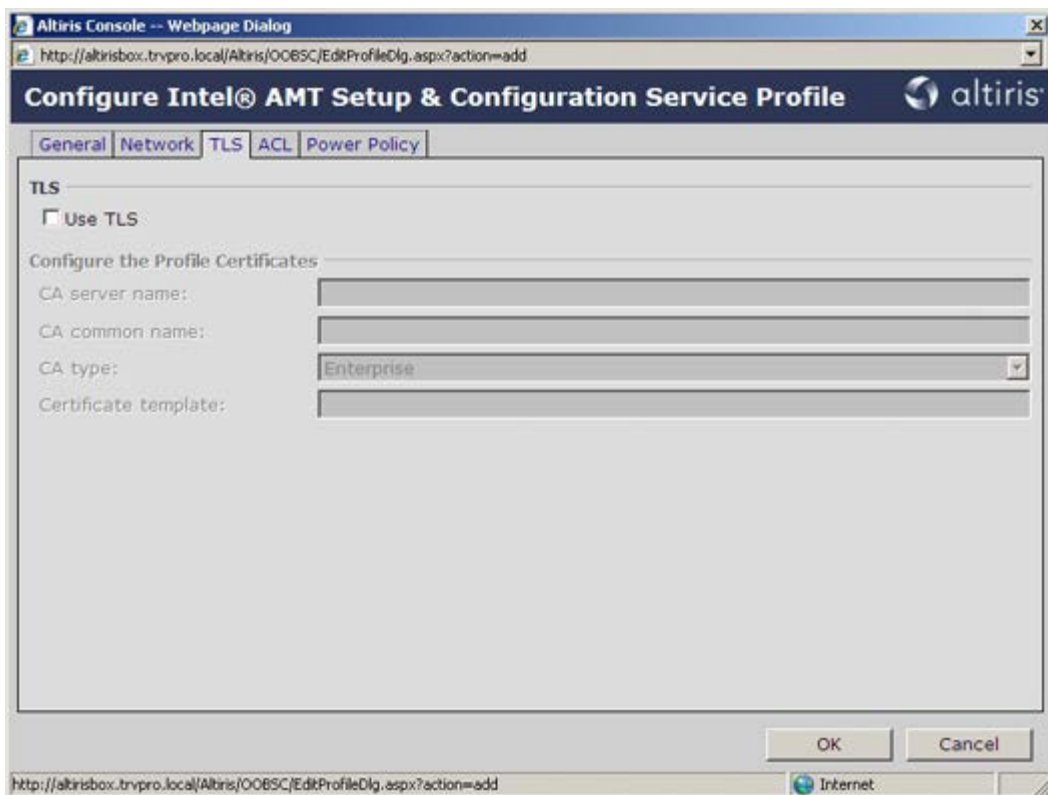 Altiris Console -- Webpage Dialog
http://altirisbox.trvpro.local/Altiris/OOBSC/EditProfileDlg.aspx?action=add
Configure Intel® AMT Setup & Configuration Service Profile altiris
General Network TLS ACL Power Policy
TLS
Use TLS
Configure the Profile Certificates
CA server name:
CA common name:
CA type: Enterprise
Certificate template:
OK Cancel
http://altirisbox.trvpro.local/Altiris/OOBSC/EditProfileDlg.aspx?action=add Internet